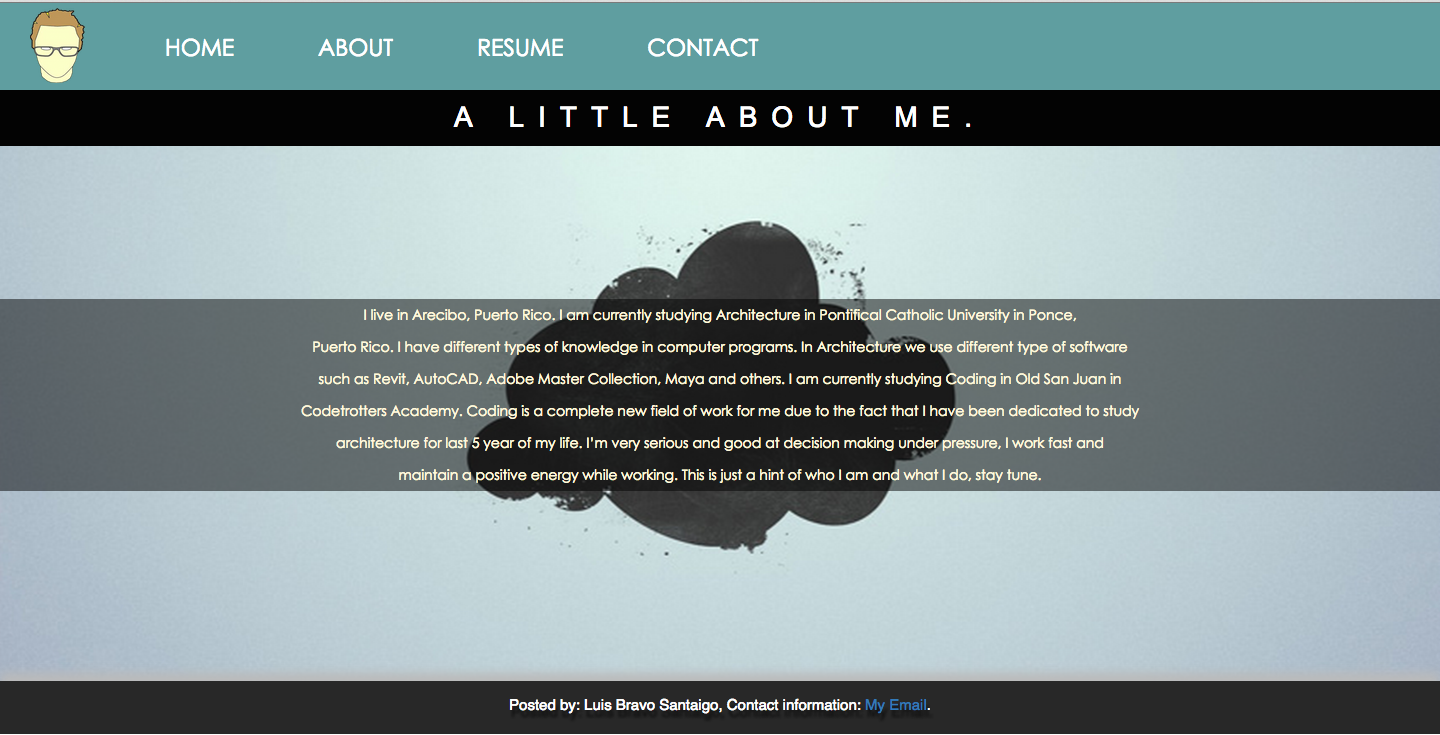 HOME ABOUT RESUME CONTACT
A LITTLE ABOUT ME.
I live in Arecibo, Puerto Rico. I am currently studying Architecture in Pontifical Catholic University in Ponce,
Puerto Rico. I have different types of knowledge in computer programs. In Architecture we use different type of software
such as Revit, AutoCAD, Adobe Master Collection, Maya and others. I am currently studying Coding in Old San Juan in
Codetrotters Academy. Coding is a complete new field of work for me due to the fact that I have been dedicated to study
architecture for last 5 year of my life. I'm very serious and good at decision making under pressure, I work fast and
maintain a positive energy while working. This is just a hint of who I am and what I do, stay tune.
Posted by: Luis Bravo Santaigo, Contact information: My Email.